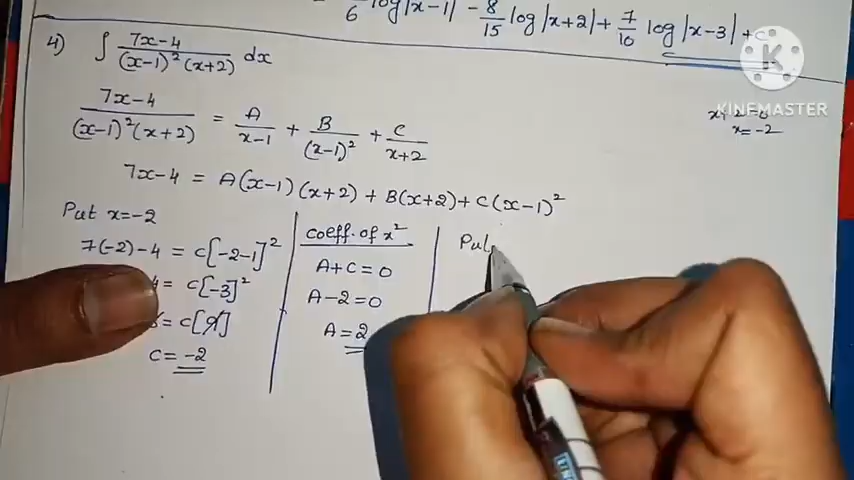 6 log|x-1| - 8/15 log|x+2| + 7/10 log|x-3| + c
4) ∫ 7x-4/(x-1)²(x+2) dx
7x-4/(x-1)²(x+2) = A/x-1 + B/(x-1)² + C/x+2
7x-4 = A(x-1)(x+2) + B(x+2) + C(x-1)²
Put x=-2
7(-2)-4 = C[-2-1]²
4 = C[-3]²
= C[9]
C = -2
coeff. of x²
A+C=0
A-2=0
A=2
Put
x+2=0
x=-2
K
KINEMASTER